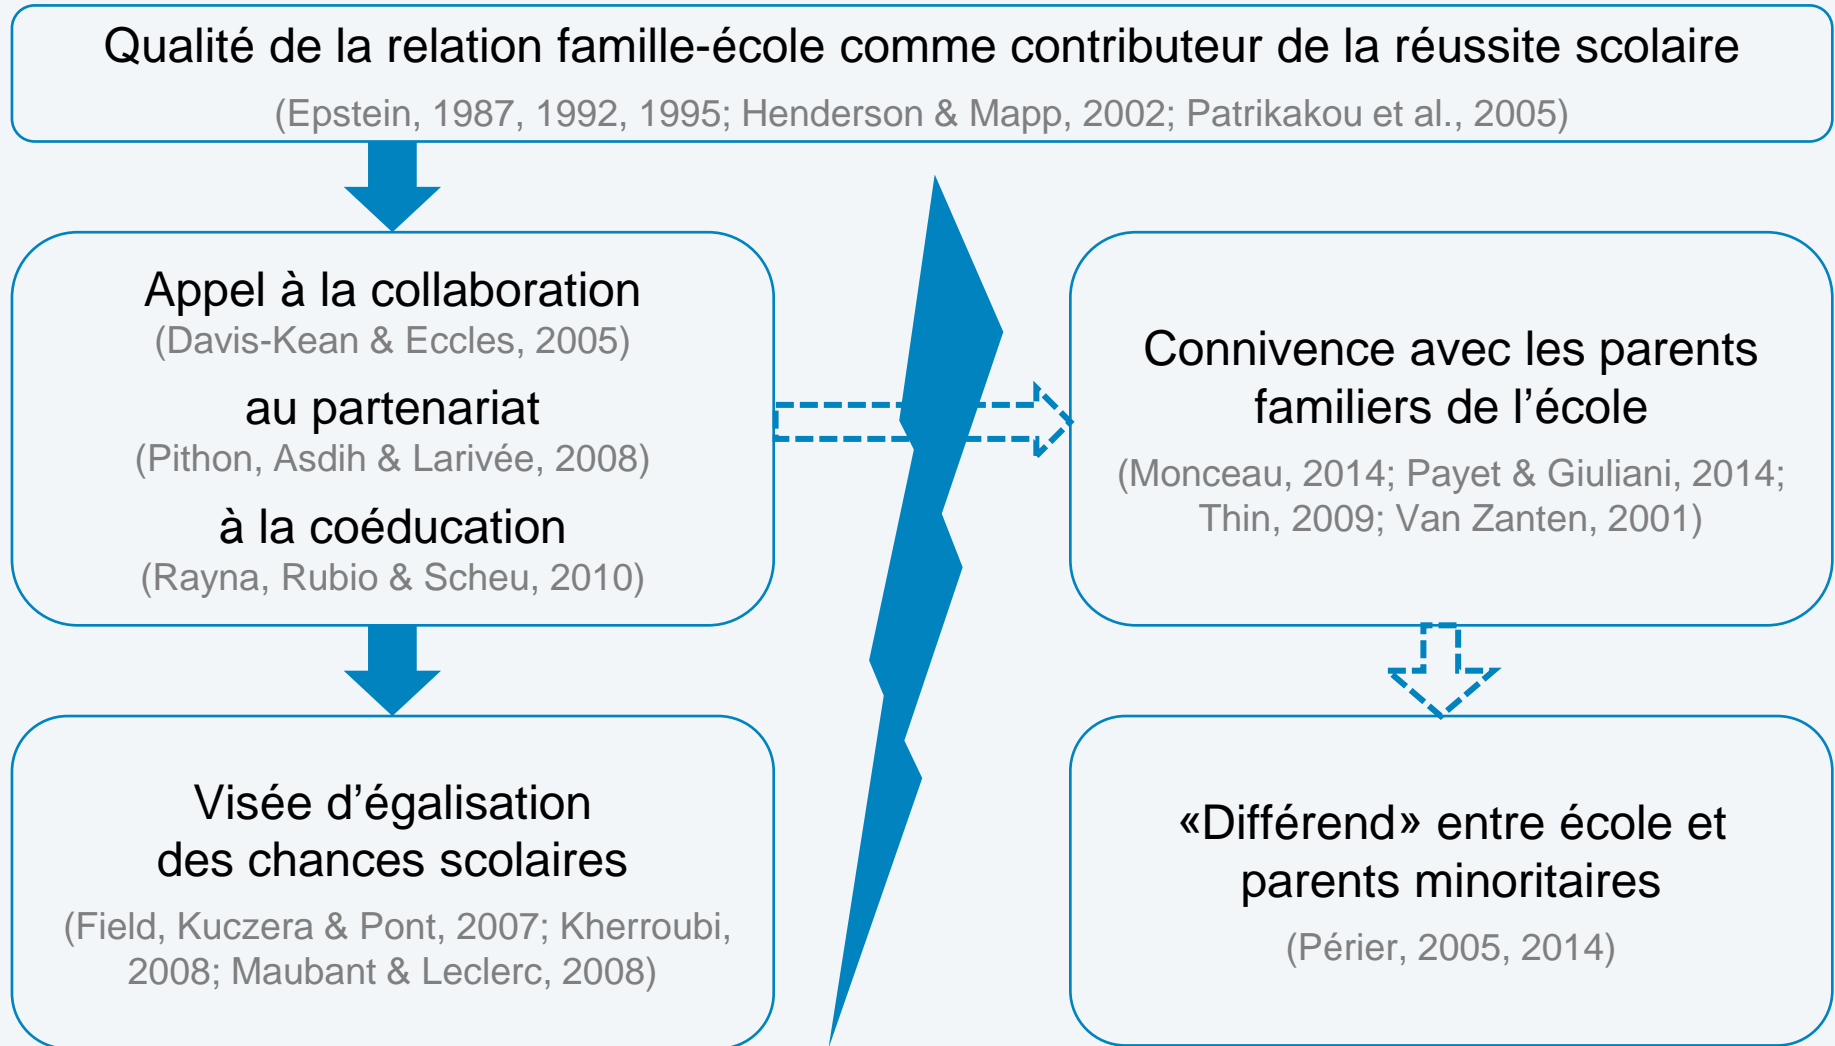 Qualité de la relation famille-école comme contributeur de la réussite scolaire
(Epstein, 1987, 1992, 1995; Henderson & Mapp, 2002; Patrikakou et al., 2005)
Appel à la collaboration
(Davis-Kean & Eccles, 2005)
au partenariat
(Pithon, Asdih & Larivée, 2008)
à la coéducation
(Rayna, Rubio & Scheu, 2010)
Connivence avec les parents
familiers de l’école
(Monceau, 2014; Payet & Giuliani, 2014;
Thin, 2009; Van Zanten, 2001)
Visée d’égalisation
des chances scolaires
(Field, Kuczera & Pont, 2007; Kherroubi,
2008; Maubant & Leclerc, 2008)
«Différend» entre école et
parents minoritaires
(Périer, 2005, 2014)